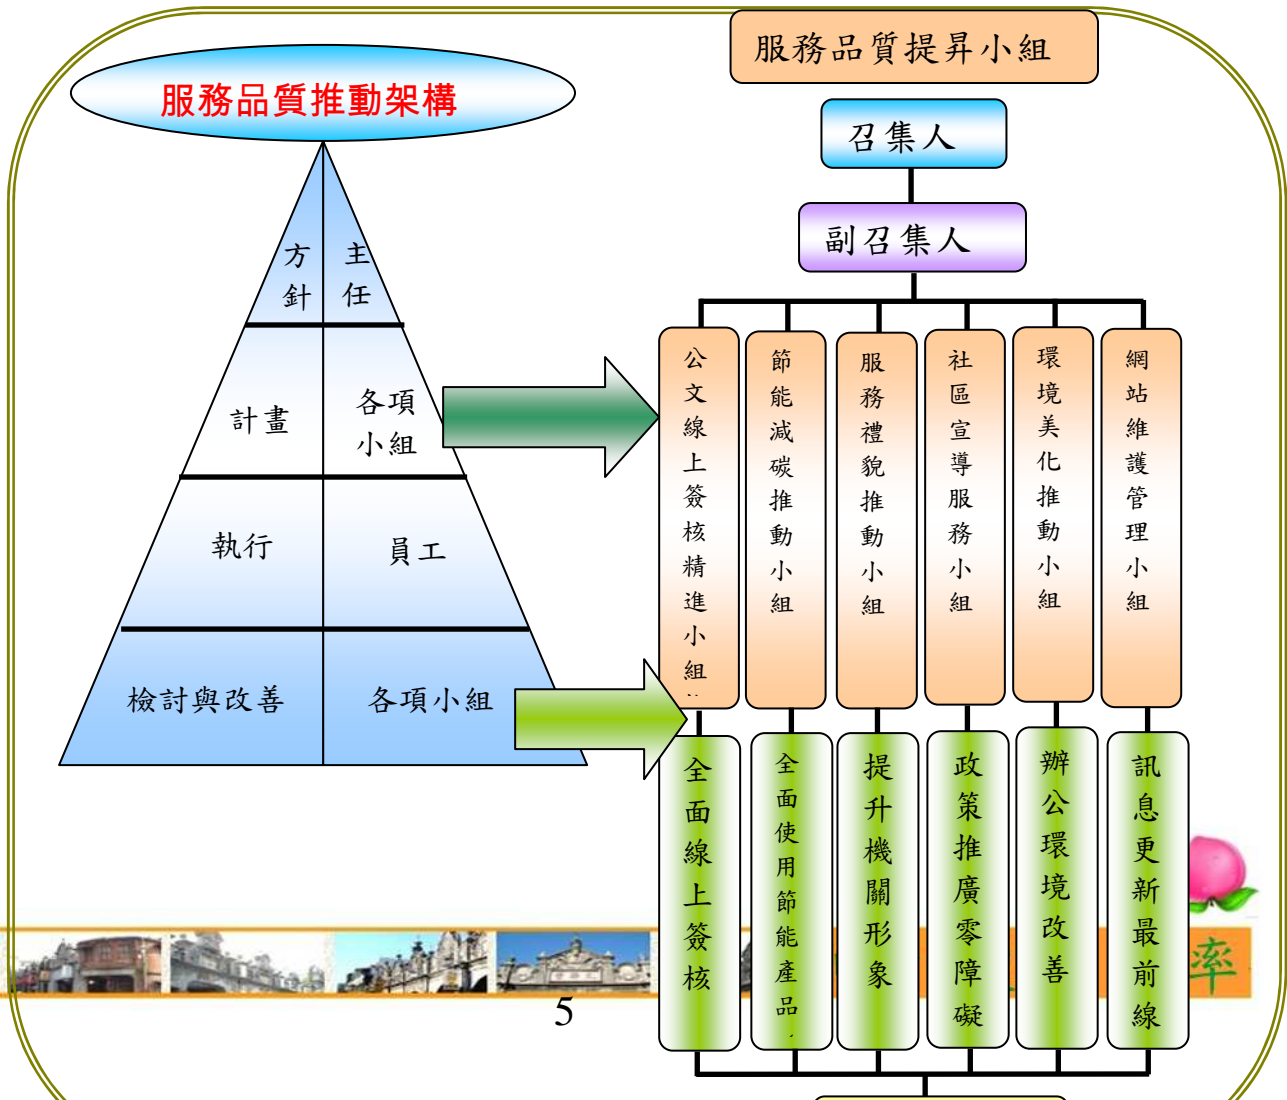 服務品質提昇小組
服務品質推動架構
召集人
副召集人
方針
主任
計畫
各項
小組
執行
員工
檢討與改善
各項小組
公文線上簽核精進小組
節能減碳推動小組
服務禮貌推動小組
社區宣導服務小組
環境美化推動小組
網站維護管理小組
全面線上簽核
全面使用節能產品
提升機關形象
政策推廣零障礙
辦公環境改善
訊息更新最前線
率
5